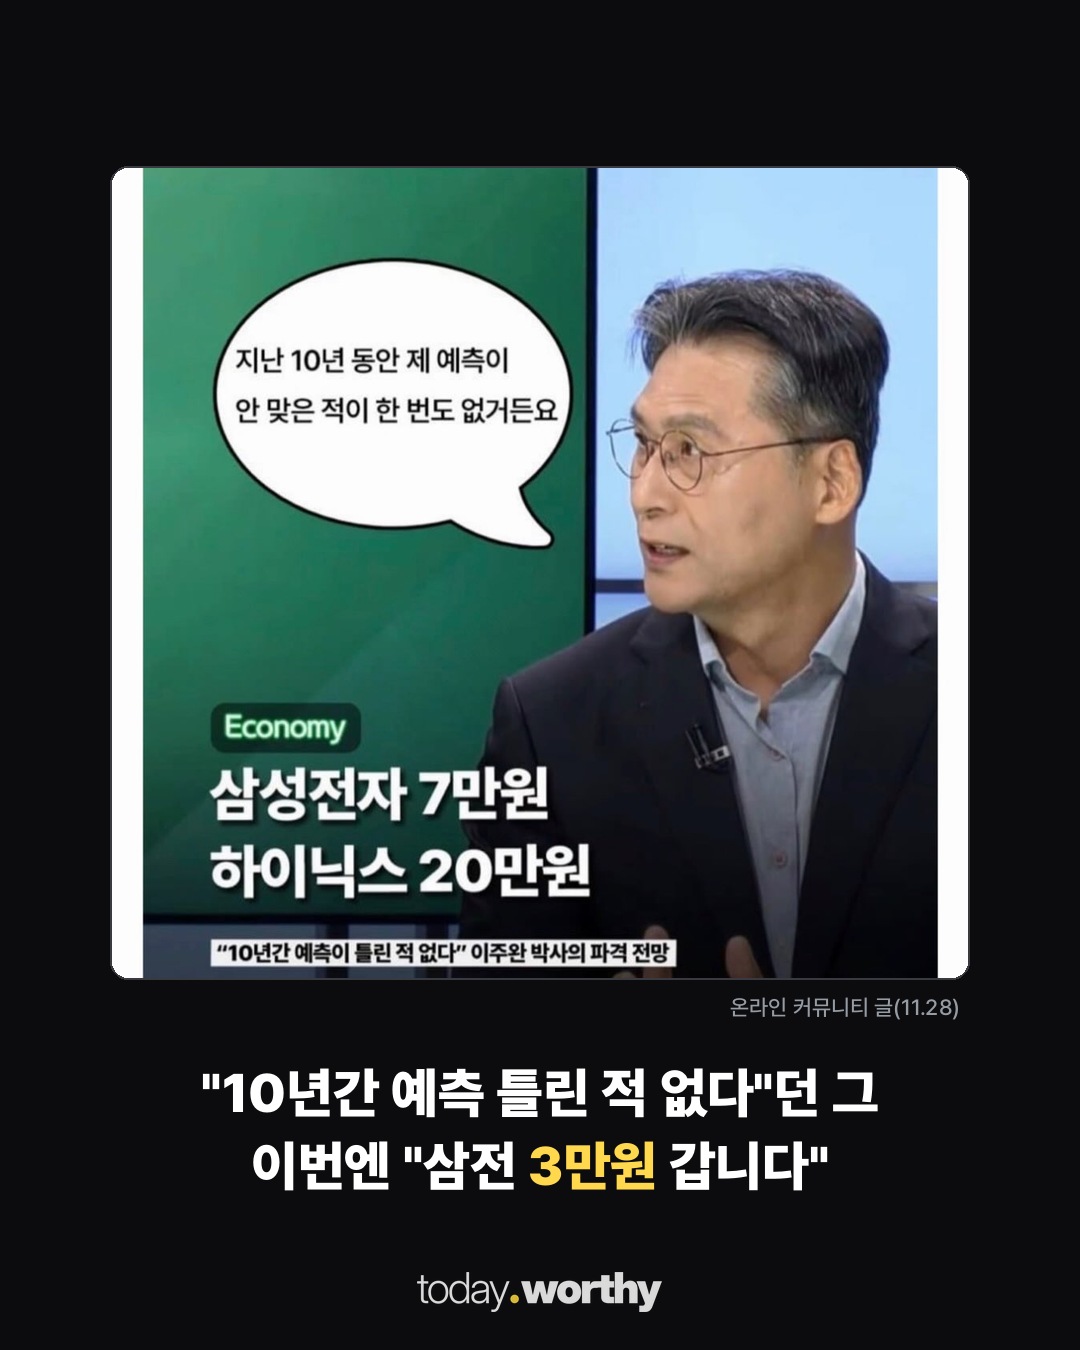 지난 10년 동안 제 예측이
안 맞은 적이 한 번도 없거든요
Economy
삼성전자 7만원
하이닉스 20만원
“10년간 예측이 틀린 적 없다” 이주완 박사의 파격 전망
온라인 커뮤니티 글(11.28)
"10년간 예측 틀린 적 없다"던 그
이번엔 "삼전 3만원 갑니다"
today.worthy